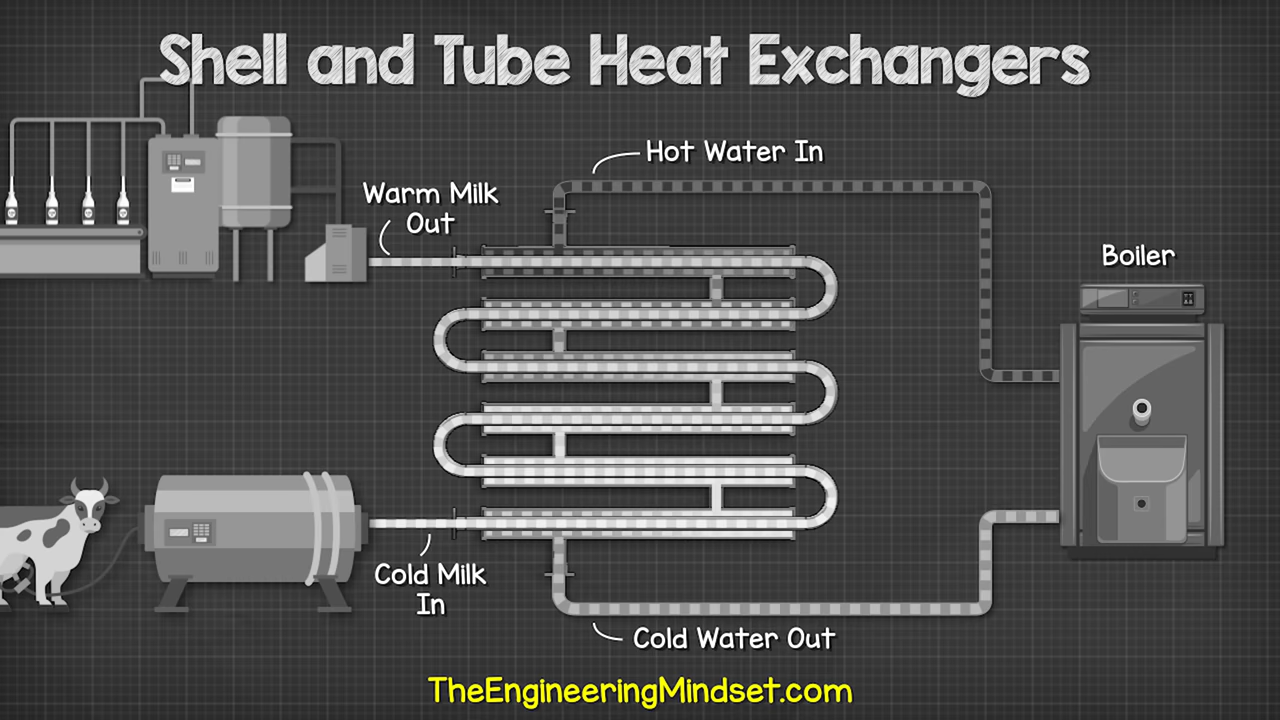 Shell and Tube Heat Exchangers
Hot Water In
Warm Milk
Out
Boiler
Cold Milk
In
Cold Water Out
TheEngineeringMindset.com